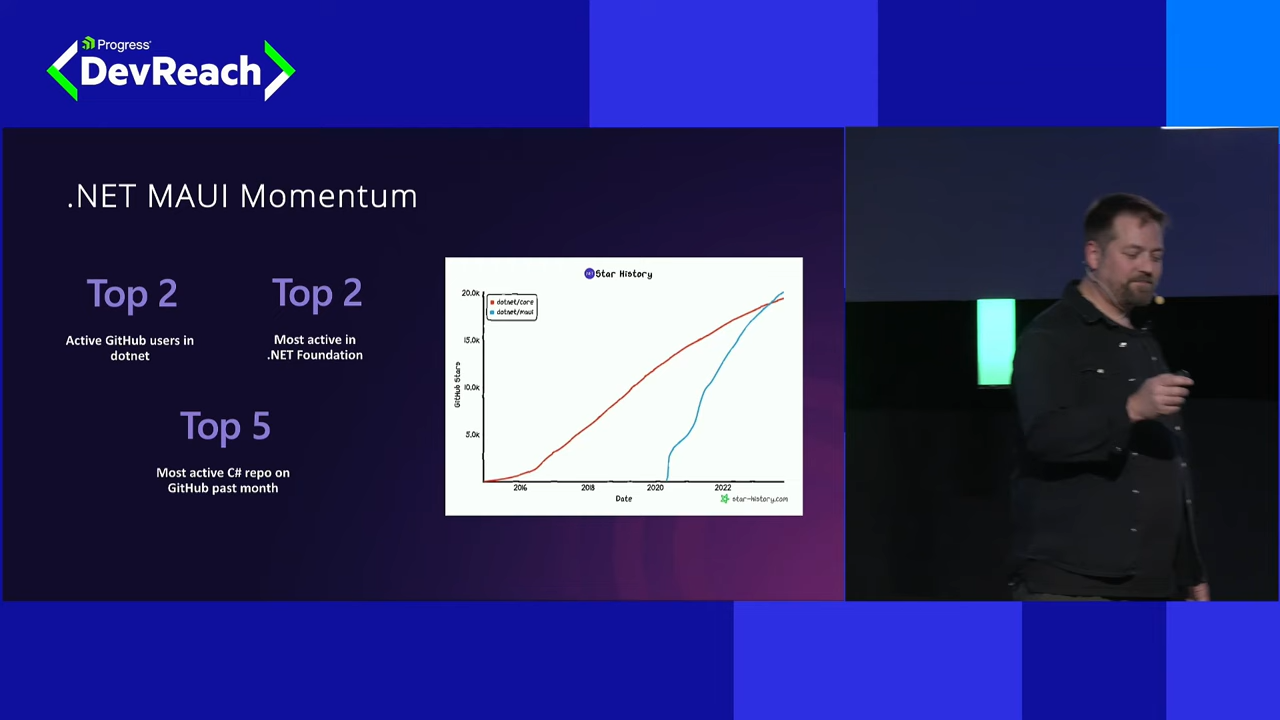 Progress
DevReach
.NET MAUI Momentum
Top 2
Active GitHub users in
dotnet
Top 2
Most active in
.NET Foundation
Top 5
Most active C# repo on
GitHub past month
Star History
dotnet/core
dotnet/maui
20.0k
15.0k
10.0k
5.0k
GitHub Stars
2016
2018
2020
2022
Date
star-history.com